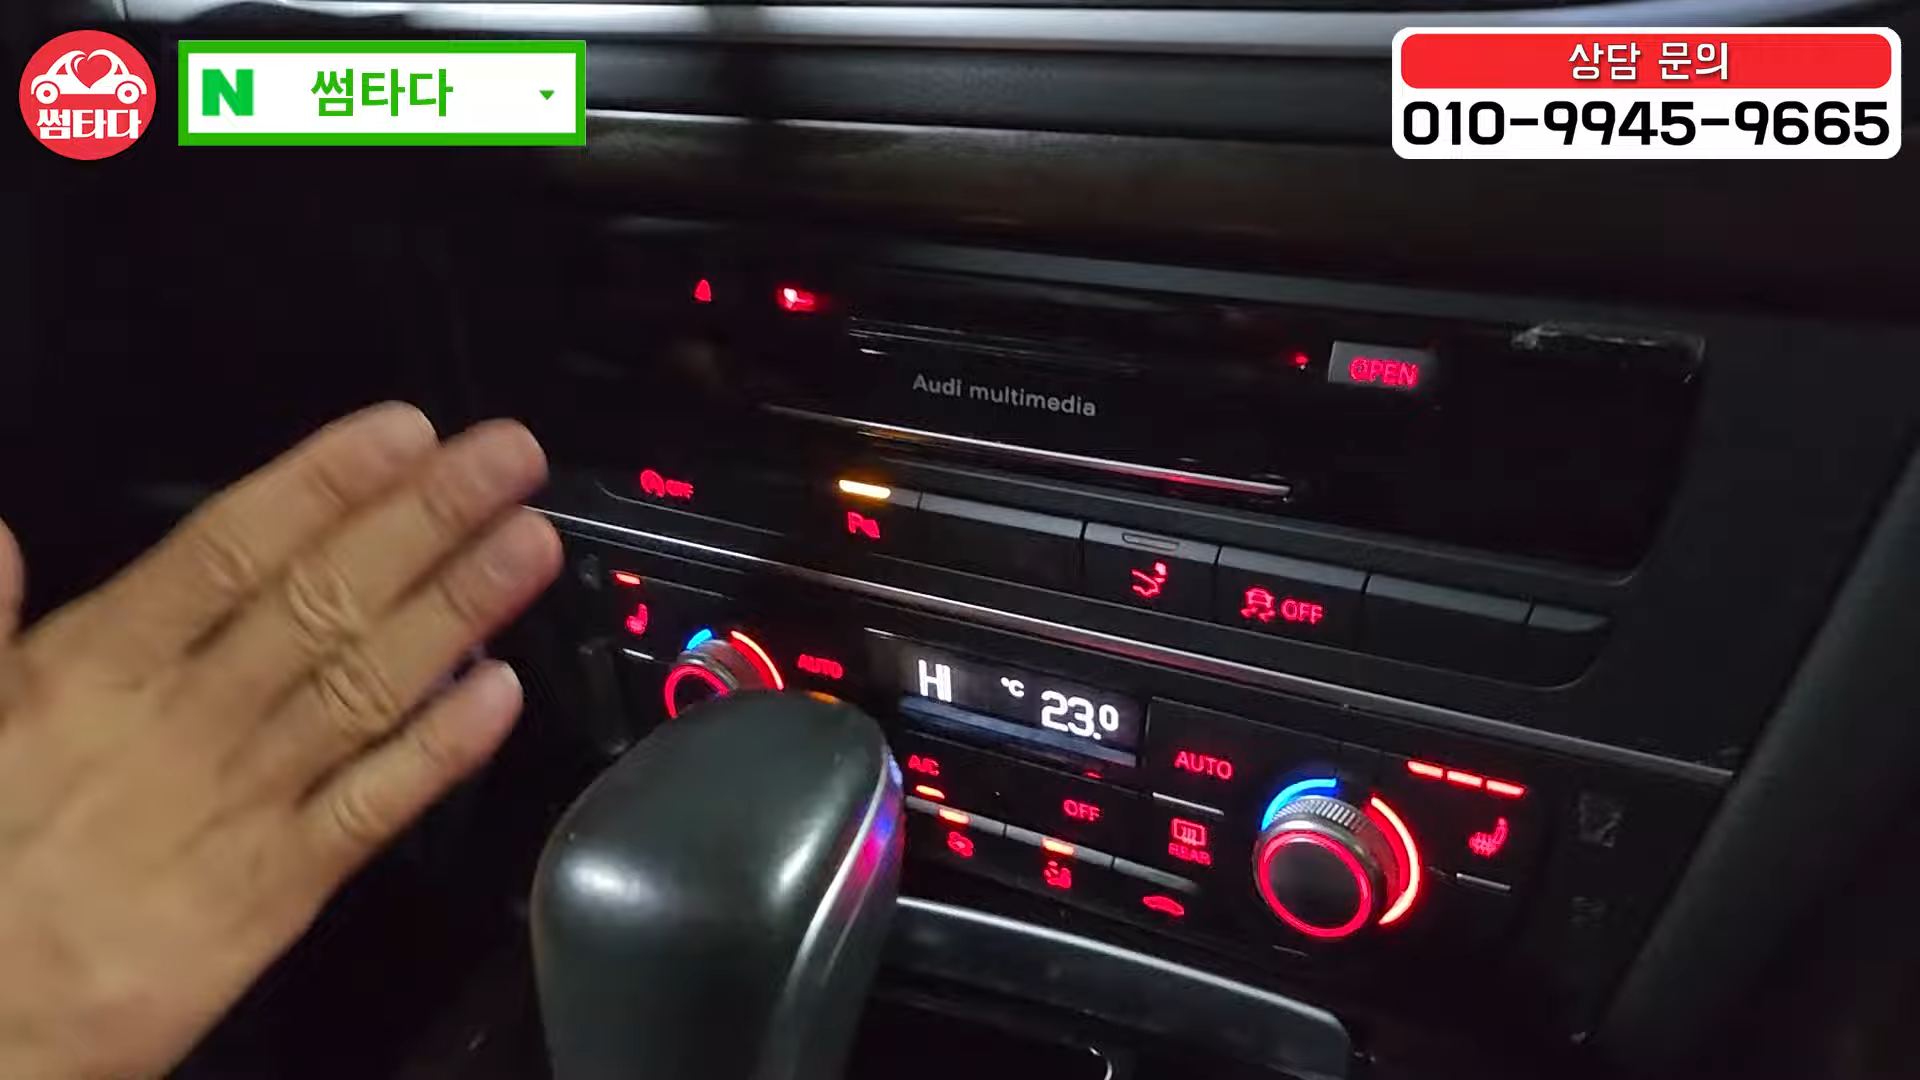 썸타다
N 썸타다
상담 문의
010-9945-9665
OPEN
Audi multimedia
OFF
P
OFF
AUTO
HI °C 23.0
A/C
AUTO
OFF
REAR